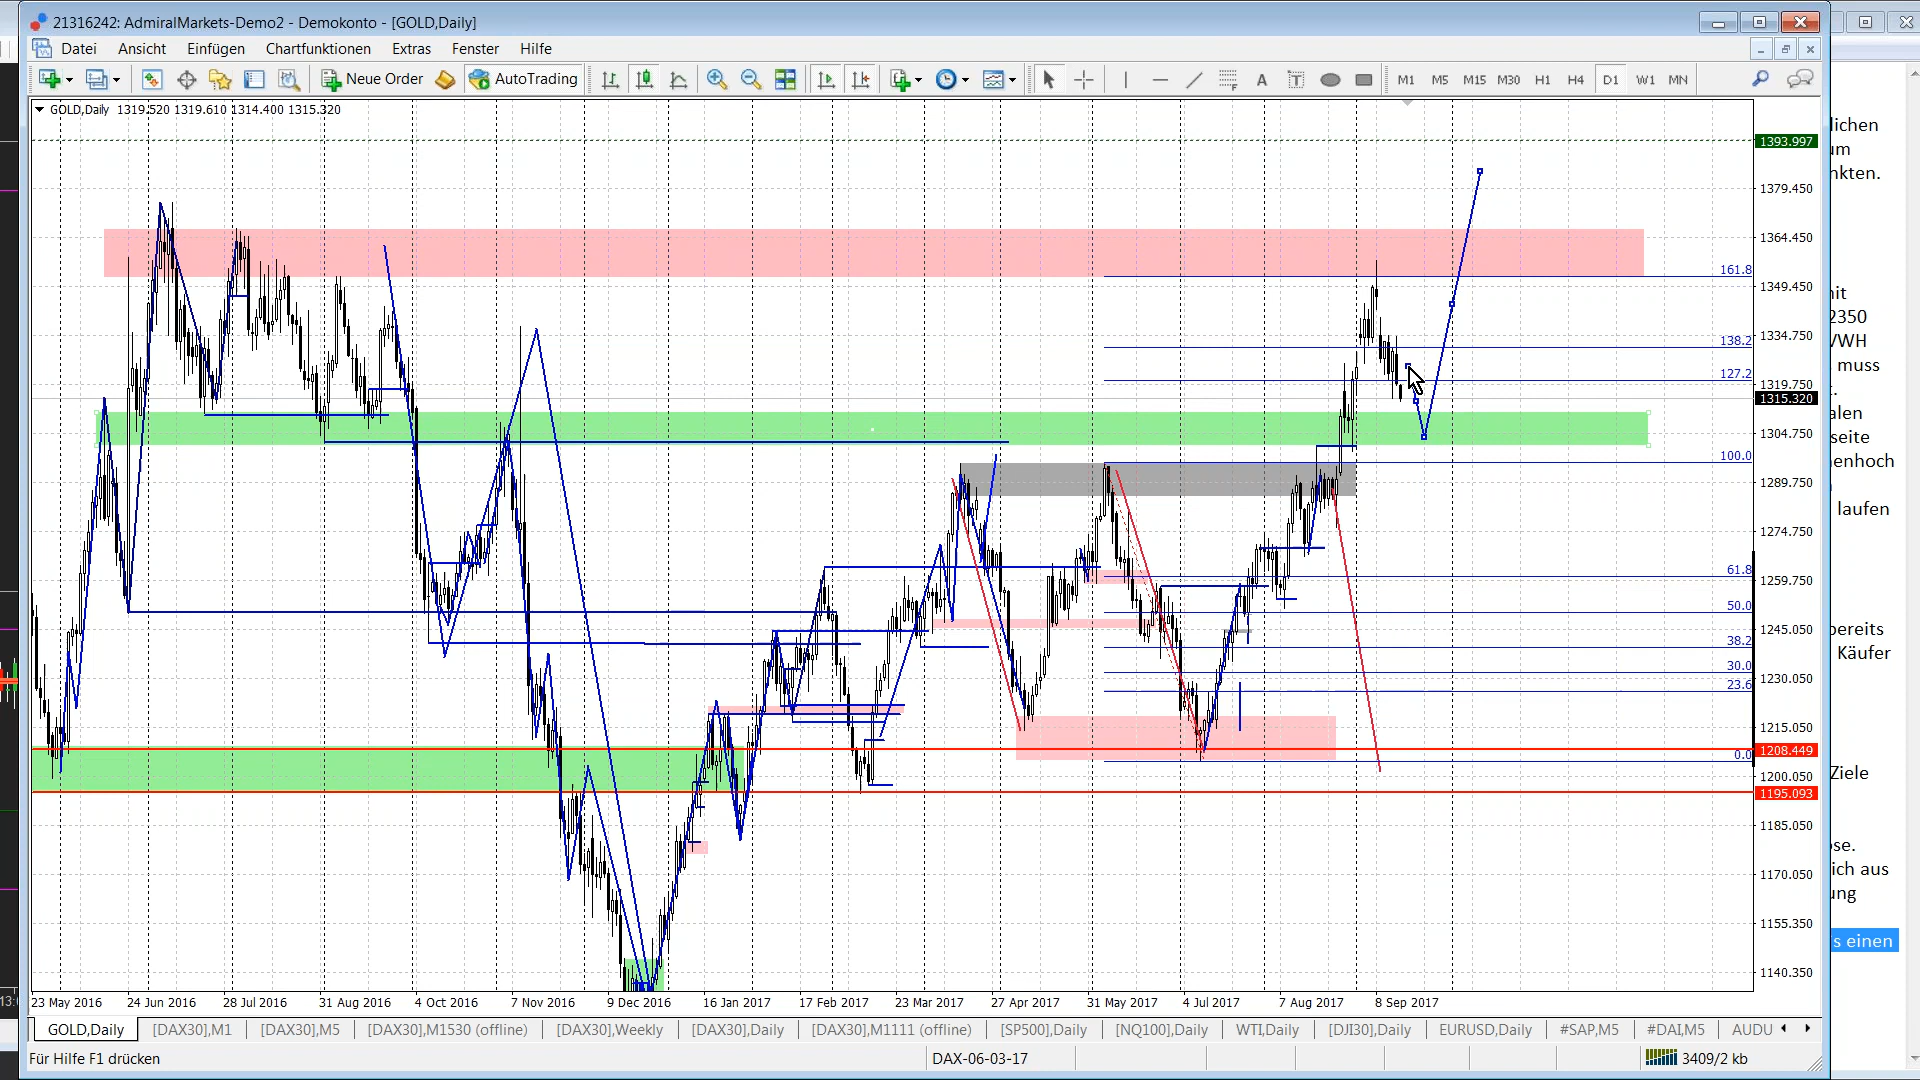 21316242: AdmiralMarkets-Demo2 - Demokonto - [GOLD,Daily]
Datei Ansicht Einfügen Chartfunktionen Extras Fenster Hilfe
Neue Order AutoTrading A T M1 M5 M15 M30 H1 H4 D1 W1 MN
GOLD,Daily 1319.520 1319.610 1314.400 1315.320
1393.997
1379.450
1364.450
161.8
1349.450
138.2
1334.750
127.2
1319.750
1315.320
1304.750
100.0
1289.750
1274.750
61.8
1259.750
50.0
1245.050
38.2
30.0
1230.050
23.6
1215.050
1208.449
0.0
1200.050
1195.093
1185.050
1170.050
1155.350
1140.350
23 May 2016 24 Jun 2016 28 Jul 2016 31 Aug 2016 4 Oct 2016 7 Nov 2016 9 Dec 2016 16 Jan 2017 17 Feb 2017 23 Mar 2017 27 Apr 2017 31 May 2017 4 Jul 2017 7 Aug 2017 8 Sep 2017
GOLD,Daily [DAX30],M1 [DAX30],M5 [DAX30],M1530 (offline) [DAX30],Weekly [DAX30],Daily [DAX30],M1111 (offline) [SP500],Daily [NQ100],Daily WTI,Daily [DJI30],Daily EURUSD,Daily #SAP,M5 #DAI,M5 AUDU
Für Hilfe F1 drücken DAX-06-03-17 3409/2 kb
lichen
um
nkten.
nit
2350
VWH
muss
alen
seite
nenhoch
laufen
bereits
Käufer
Ziele
ose.
ich aus
ung
s einen
13:0